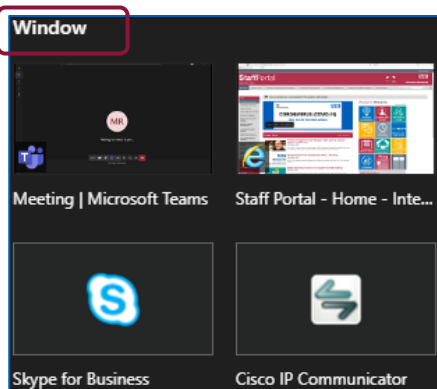 Window
MR
StaffPortal
CORONAVIRUS (COVID-19)
Meeting | Microsoft Teams
Staff Portal - Home - Inte...
Skype for Business
Cisco IP Communicator